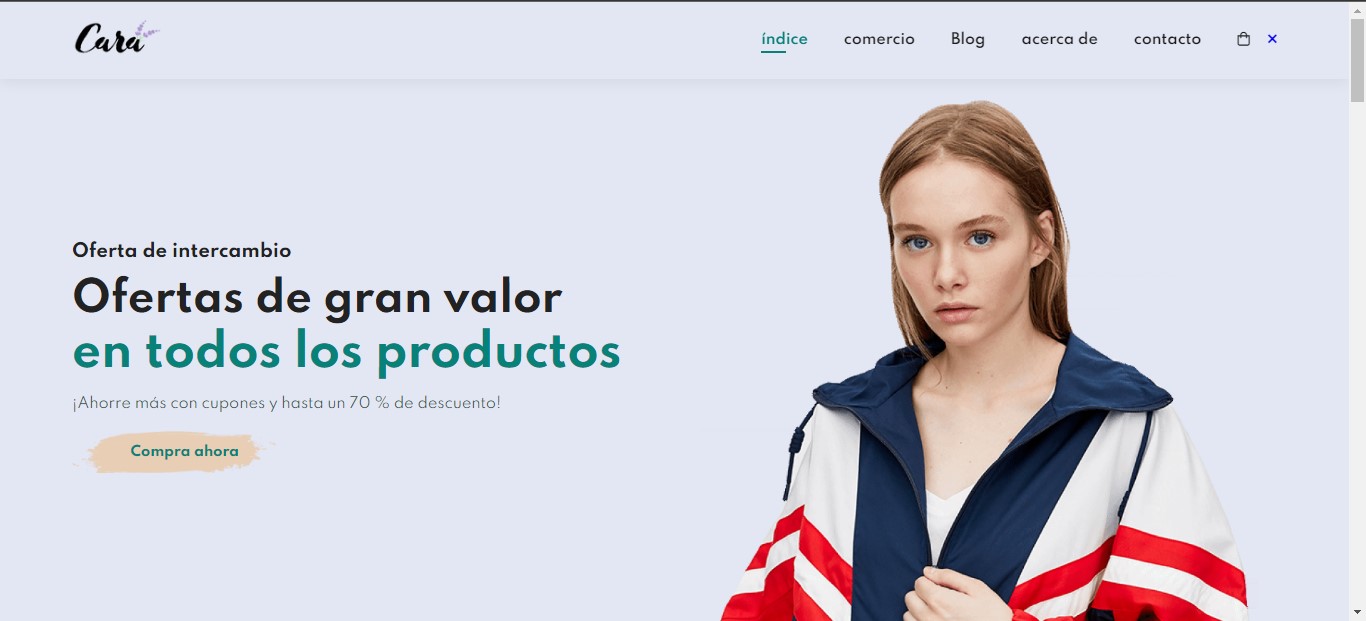 Cara
índice
comercio
Blog
acerca de
contacto
Oferta de intercambio
Ofertas de gran valor
en todos los productos
¡Ahorre más con cupones y hasta un 70 % de descuento!
Compra ahora